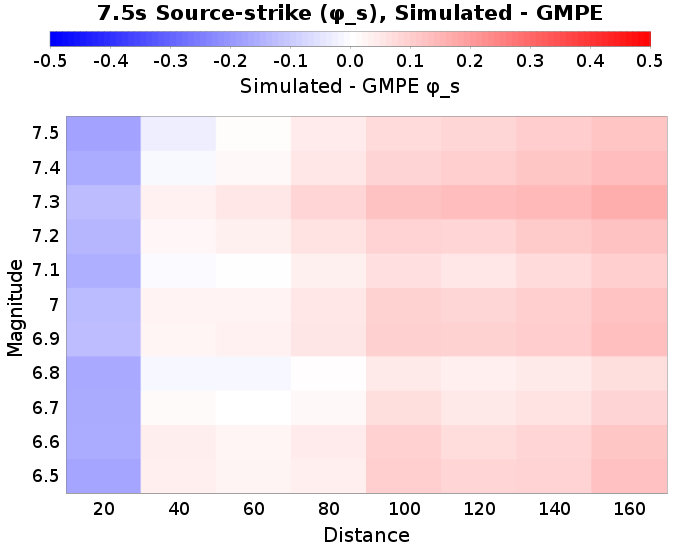 7.5s Source-strike (φ_s), Simulated - GMPE
-0.5 -0.4 -0.3 -0.2 -0.1 0.0 0.1 0.2 0.3 0.4 0.5
Simulated - GMPE φ_s
7.5
7.4
7.3
7.2
7.1
7
6.9
6.8
6.7
6.6
6.5
Magnitude
20 40 60 80 100 120 140 160
Distance